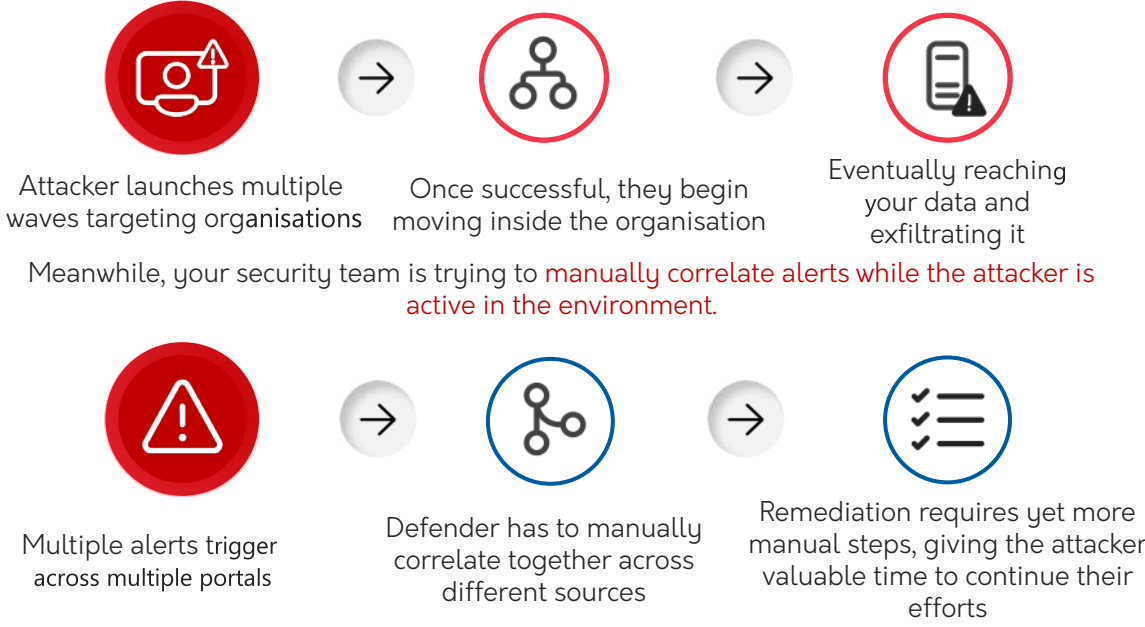 Attacker launches multiple
waves targeting organisations
Once successful, they begin
moving inside the organisation
Eventually reaching
your data and
exfiltrating it
Meanwhile, your security team is trying to manually correlate alerts while the attacker is
active in the environment.
Multiple alerts trigger
across multiple portals
Defender has to manually
correlate together across
different sources
Remediation requires yet more
manual steps, giving the attacker
valuable time to continue their
efforts